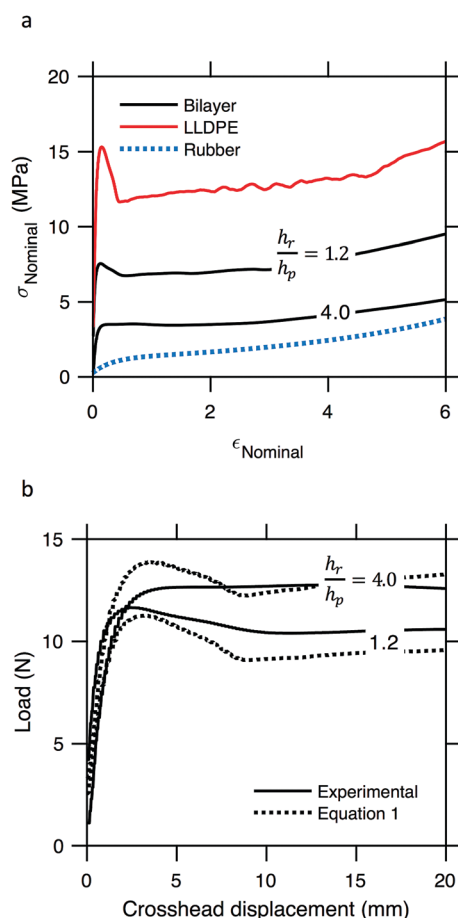 a
20
15
10
5
0
σNominal (MPa)
Bilayer
LLDPE
Rubber
hr/hp = 1.2
4.0
0 2 4 6
ϵNominal
b
15
10
5
0
Load (N)
hr/hp = 4.0
1.2
Experimental
Equation 1
0 5 10 15 20
Crosshead displacement (mm)